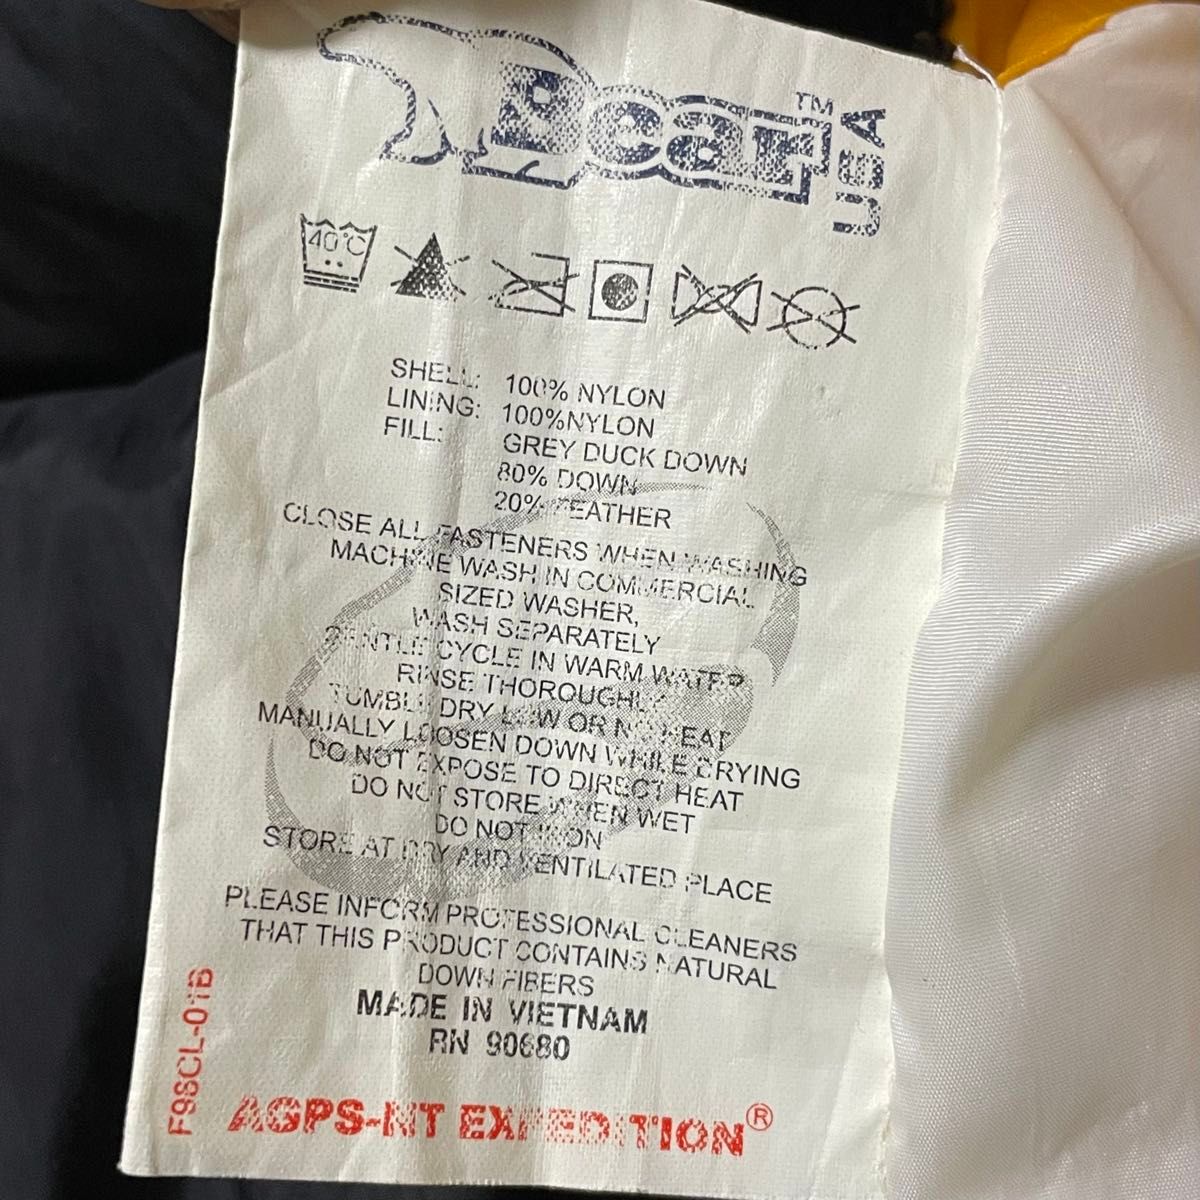 Bear™ USA
40°C
SHELL: 100% NYLON
LINING: 100%NYLON
FILL: GREY DUCK DOWN
80% DOWN
20% FEATHER
CLOSE ALL FASTENERS WHEN WASHING
MACHINE WASH IN COMMERCIAL
SIZED WASHER,
WASH SEPARATELY
GENTLE CYCLE IN WARM WATER
RINSE THOROUGHLY
TUMBLE DRY LOW OR NO HEAT
MANUALLY LOOSEN DOWN WHILE DRYING
DO NOT EXPOSE TO DIRECT HEAT
DO NOT STORE WHEN WET
DO NOT IRON
STORE AT DRY AND VENTILATED PLACE
PLEASE INFORM PROFESSIONAL CLEANERS
THAT THIS PRODUCT CONTAINS NATURAL
DOWN FIBERS
MADE IN VIETNAM
RN 90680
F98CL-01B
AGPS-NT EXPEDITION®